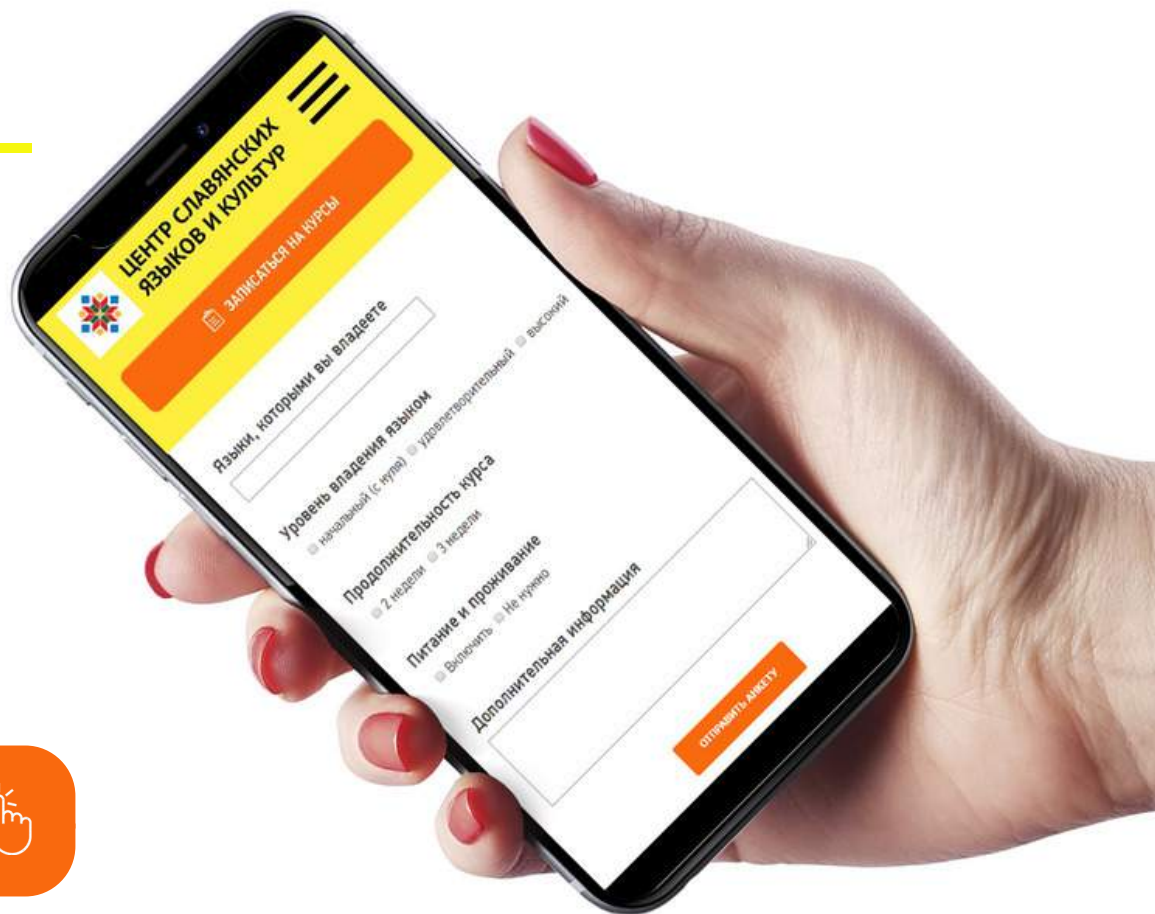 ЦЕНТР СЛАВЯНСКИХ
ЯЗЫКОВ И КУЛЬТУР
ЗАПИСАТЬСЯ НА КУРСЫ
Языки, которыми вы владеете
Уровень владения языком
начальный (с нуля) удовлетворительный высокий
Продолжительность курса
2 недели 3 недели
Питание и проживание
Включить Не нужно
Дополнительная информация
ОТПРАВИТЬ АНКЕТУ